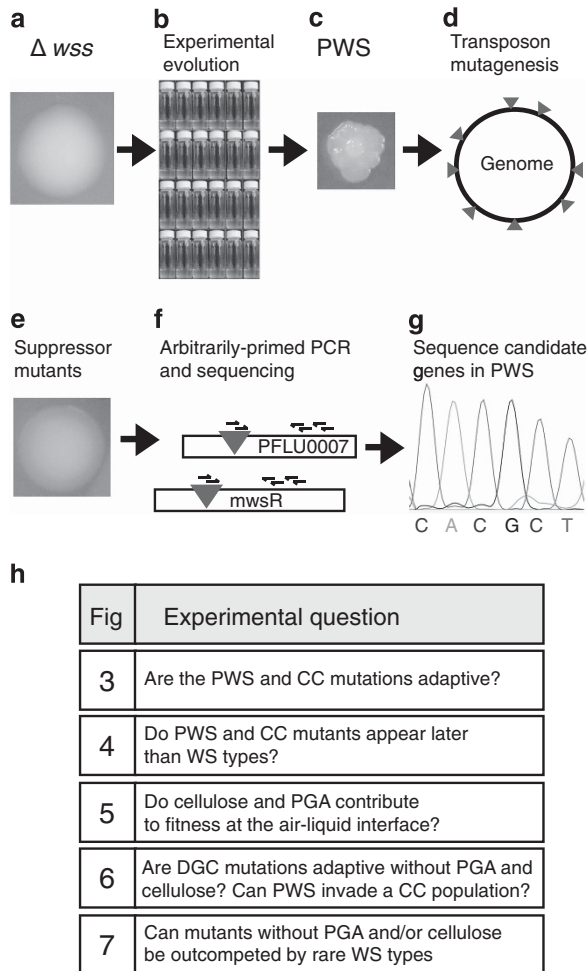 a
Δ wss
b
Experimental
evolution
c
PWS
d
Transposon
mutagenesis
Genome
e
Suppressor
mutants
f
Arbitrarily-primed PCR
and sequencing
PFLU0007
mwsR
g
Sequence candidate
genes in PWS
C A C G C T
h
Fig Experimental question
3 Are the PWS and CC mutations adaptive?
4 Do PWS and CC mutants appear later
than WS types?
5 Do cellulose and PGA contribute
to fitness at the air-liquid interface?
6 Are DGC mutations adaptive without PGA and
cellulose? Can PWS invade a CC population?
7 Can mutants without PGA and/or cellulose
be outcompeted by rare WS types